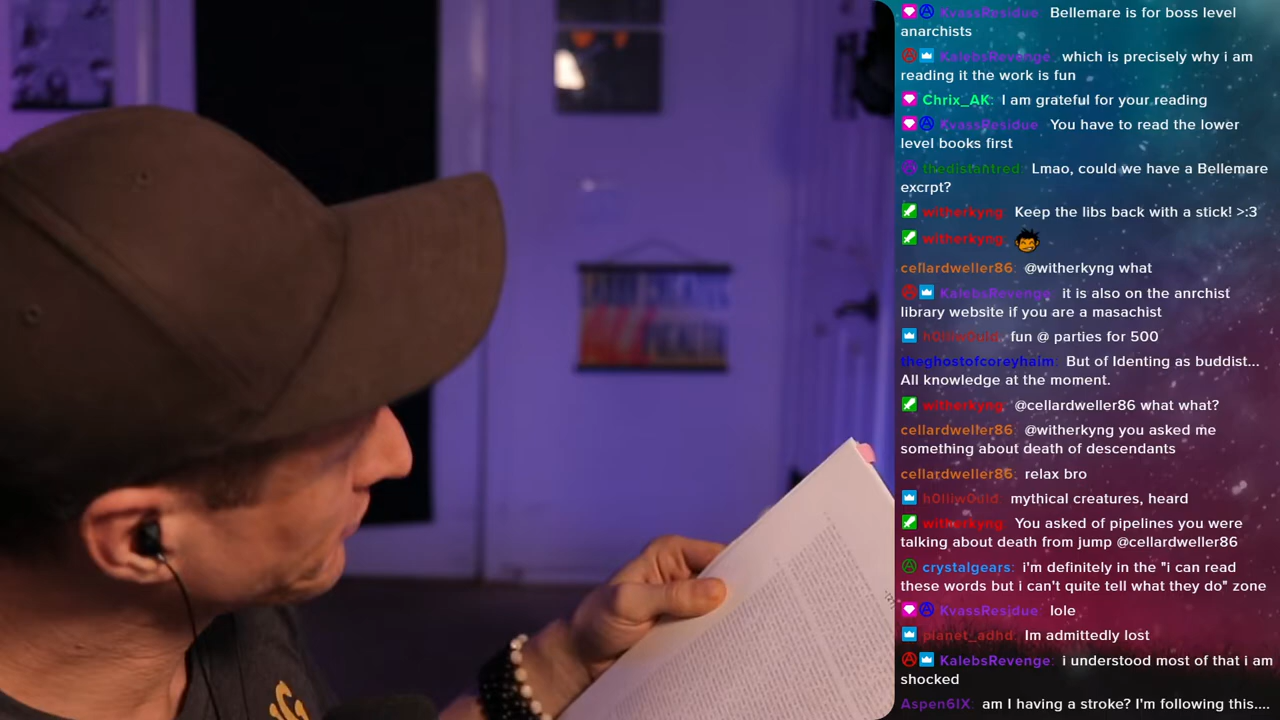 KvassResidue: Bellemare is for boss level
anarchists
KalebsRevenge: which is precisely why i am
reading it the work is fun
Chrix_AK: I am grateful for your reading
KvassResidue: You have to read the lower
level books first
thedistantred: Lmao, could we have a Bellemare
excrpt?
witherkyng: Keep the libs back with a stick! >:3
witherkyng:
cellardweller86: @witherkyng what
KalebsRevenge: it is also on the anrchist
library website if you are a masachist
h0lliw0uld: fun @ parties for 500
theghostofcoreyhaim: But of Identing as buddist...
All knowledge at the moment.
witherkyng: @cellardweller86 what what?
cellardweller86: @witherkyng you asked me
something about death of descendants
cellardweller86: relax bro
h0lliw0uld: mythical creatures, heard
witherkyng: You asked of pipelines you were
talking about death from jump @cellardweller86
crystalgears: i'm definitely in the "i can read
these words but i can't quite tell what they do" zone
KvassResidue: lole
planet_adhd: Im admittedly lost
KalebsRevenge: i understood most of that i am
shocked
Aspen6IX: am I having a stroke? I'm following this....